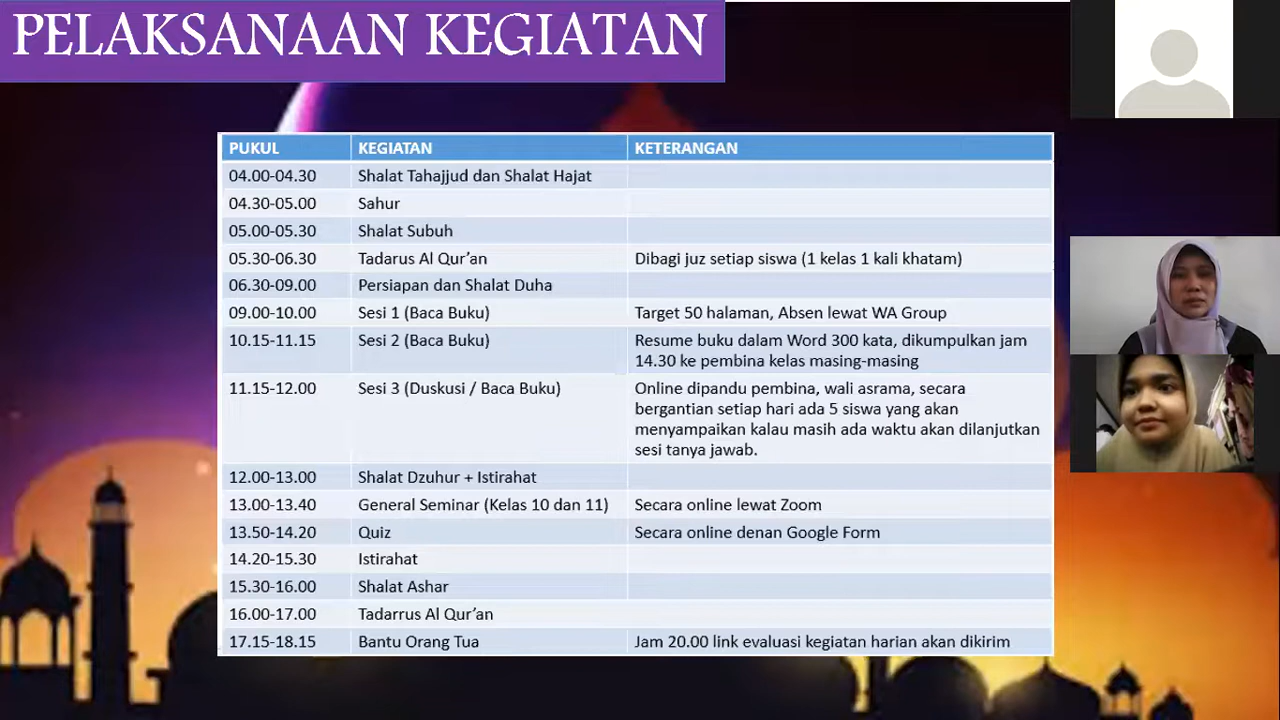 PELAKSANAAN KEGIATAN
PUKUL KEGIATAN KETERANGAN
04.00-04.30 Shalat Tahajjud dan Shalat Hajat
04.30-05.00 Sahur
05.00-05.30 Shalat Subuh
05.30-06.30 Tadarus Al Qur’an Dibagi juz setiap siswa (1 kelas 1 kali khatam)
06.30-09.00 Persiapan dan Shalat Duha
09.00-10.00 Sesi 1 (Baca Buku) Target 50 halaman, Absen lewat WA Group
10.15-11.15 Sesi 2 (Baca Buku) Resume buku dalam Word 300 kata, dikumpulkan jam
14.30 ke pembina kelas masing-masing
11.15-12.00 Sesi 3 (Duskusi / Baca Buku) Online dipandu pembina, wali asrama, secara
bergantian setiap hari ada 5 siswa yang akan
menyampaikan kalau masih ada waktu akan dilanjutkan
sesi tanya jawab.
12.00-13.00 Shalat Dzuhur + Istirahat
13.00-13.40 General Seminar (Kelas 10 dan 11) Secara online lewat Zoom
13.50-14.20 Quiz Secara online denan Google Form
14.20-15.30 Istirahat
15.30-16.00 Shalat Ashar
16.00-17.00 Tadarrus Al Qur’an
17.15-18.15 Bantu Orang Tua Jam 20.00 link evaluasi kegiatan harian akan dikirim